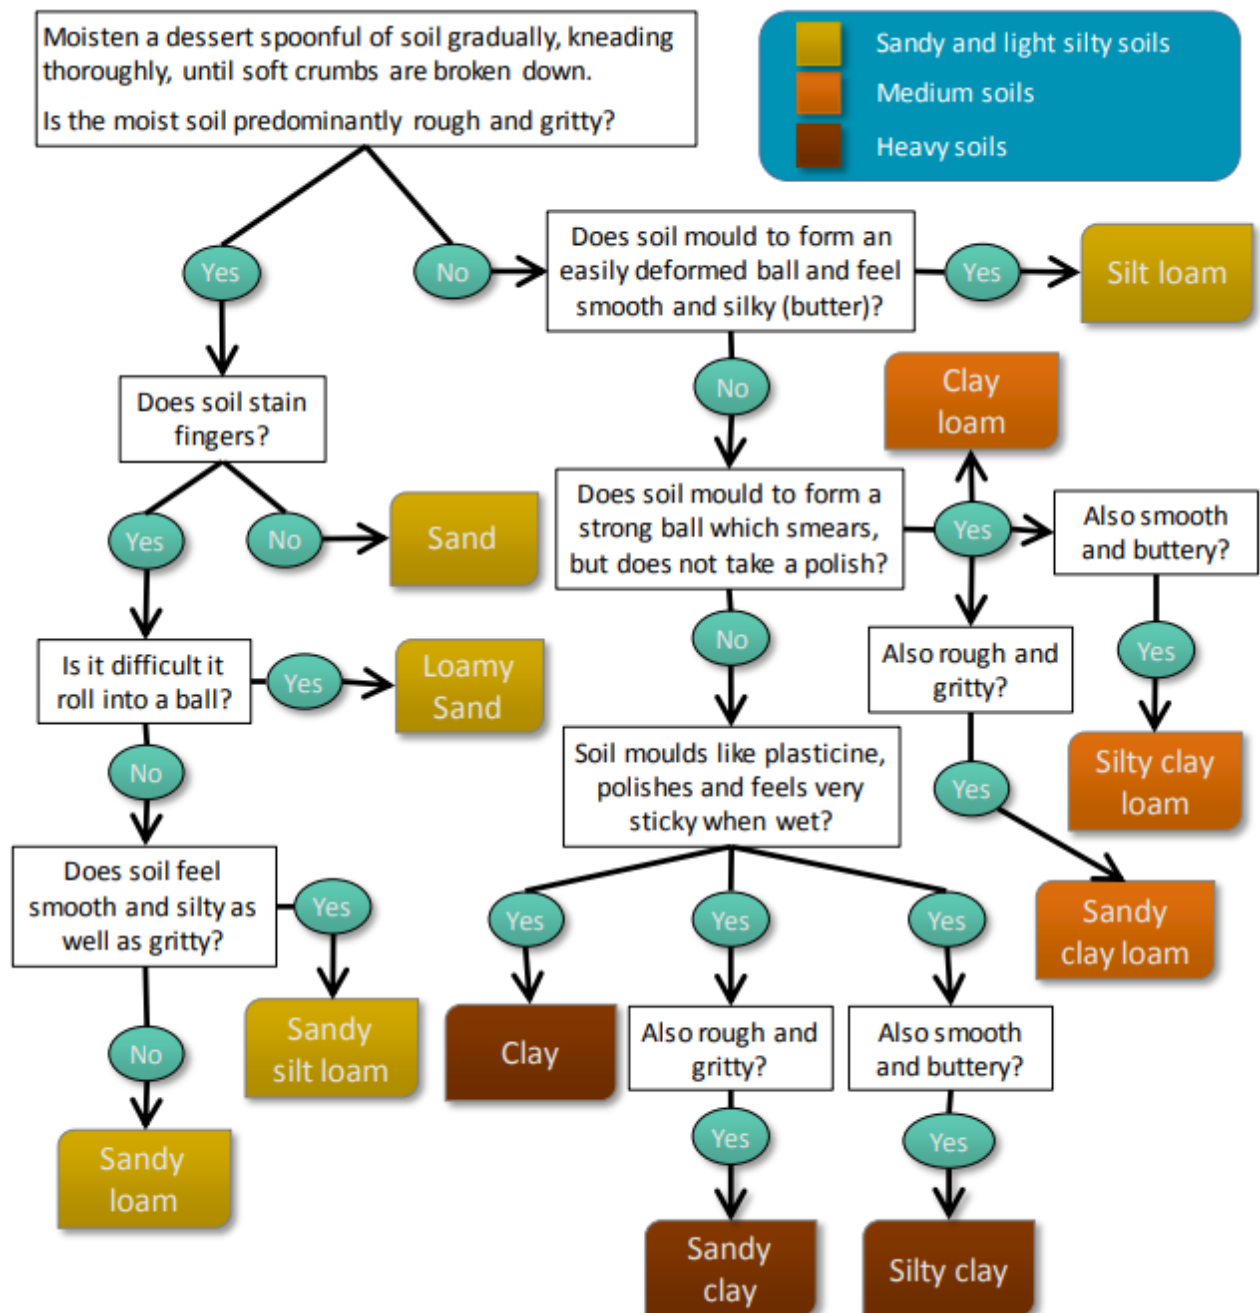 Moisten a dessert spoonful of soil gradually, kneading
thoroughly, until soft crumbs are broken down.
Is the moist soil predominantly rough and gritty?
Sandy and light silty soils
Medium soils
Heavy soils
Yes
No
Does soil mould to form an
easily deformed ball and feel
smooth and silky (butter)?
Yes
Silt loam
Does soil stain
fingers?
No
Clay
loam
Yes
No
Sand
Does soil mould to form a
strong ball which smears,
but does not take a polish?
Yes
Also smooth
and buttery?
Is it difficult it
roll into a ball?
Yes
Loamy
Sand
No
Also rough and
gritty?
Yes
Silty clay
loam
No
Soil moulds like plasticine,
polishes and feels very
sticky when wet?
Yes
Sandy
clay loam
Does soil feel
smooth and silty as
well as gritty?
Yes
Sandy
silt loam
No
Sandy
loam
Yes
Yes
Yes
Clay
Also rough and
gritty?
Also smooth
and buttery?
Yes
Yes
Sandy
clay
Silty clay